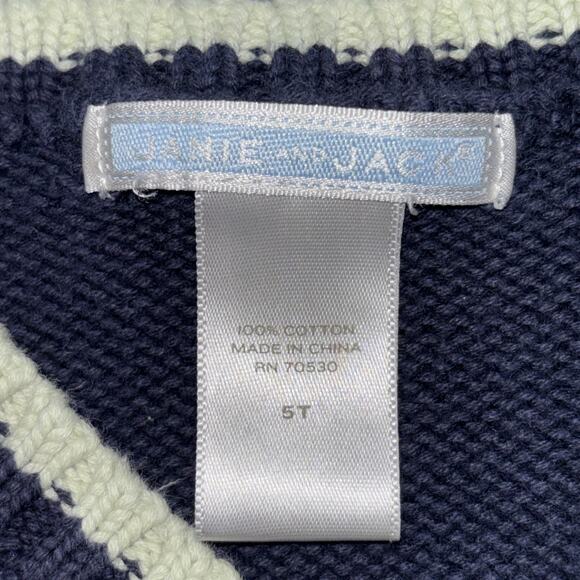 JANIE AND JACK®
100% COTTON
MADE IN CHINA
RN 70530
5T